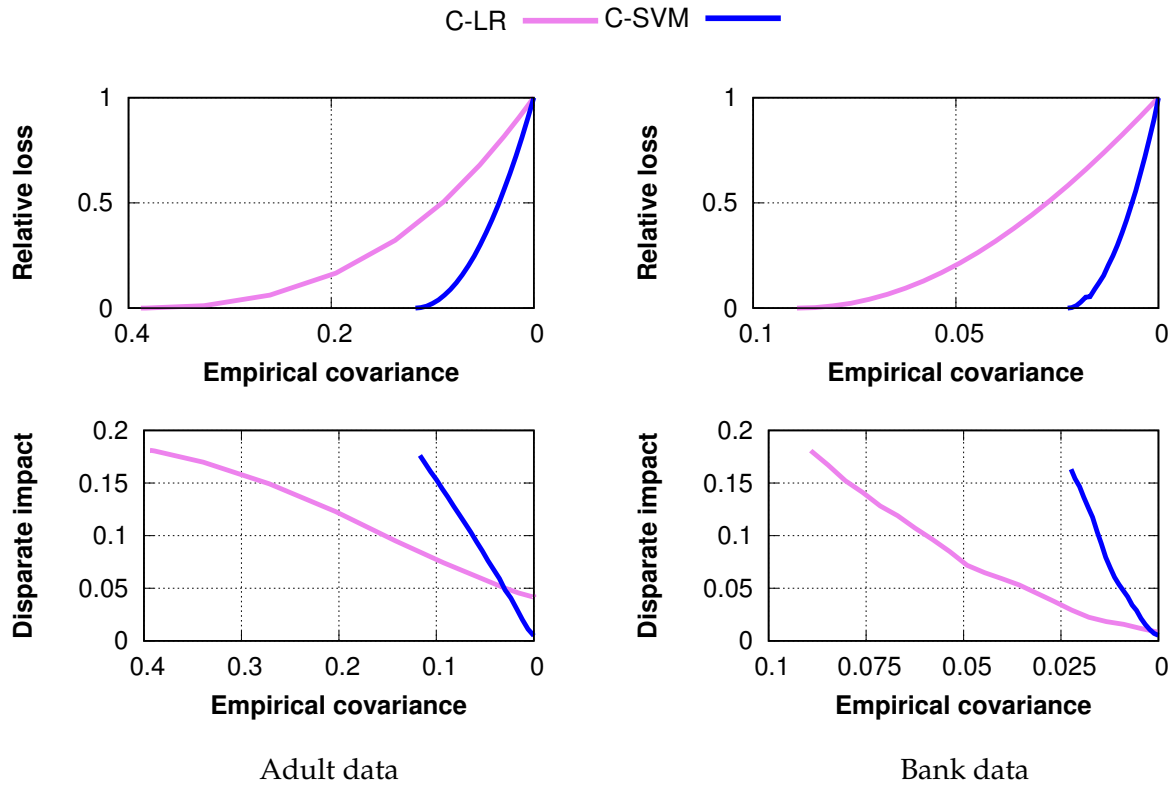 C-LR C-SVM
1
0.5
0
0.4 0.2 0
Relative loss
Empirical covariance
1
0.5
0
0.1 0.05 0
Relative loss
Empirical covariance
0.2
0.15
0.1
0.05
0
0.4 0.3 0.2 0.1 0
Disparate impact
Empirical covariance
0.2
0.15
0.1
0.05
0
0.1 0.075 0.05 0.025 0
Disparate impact
Empirical covariance
Adult data
Bank data